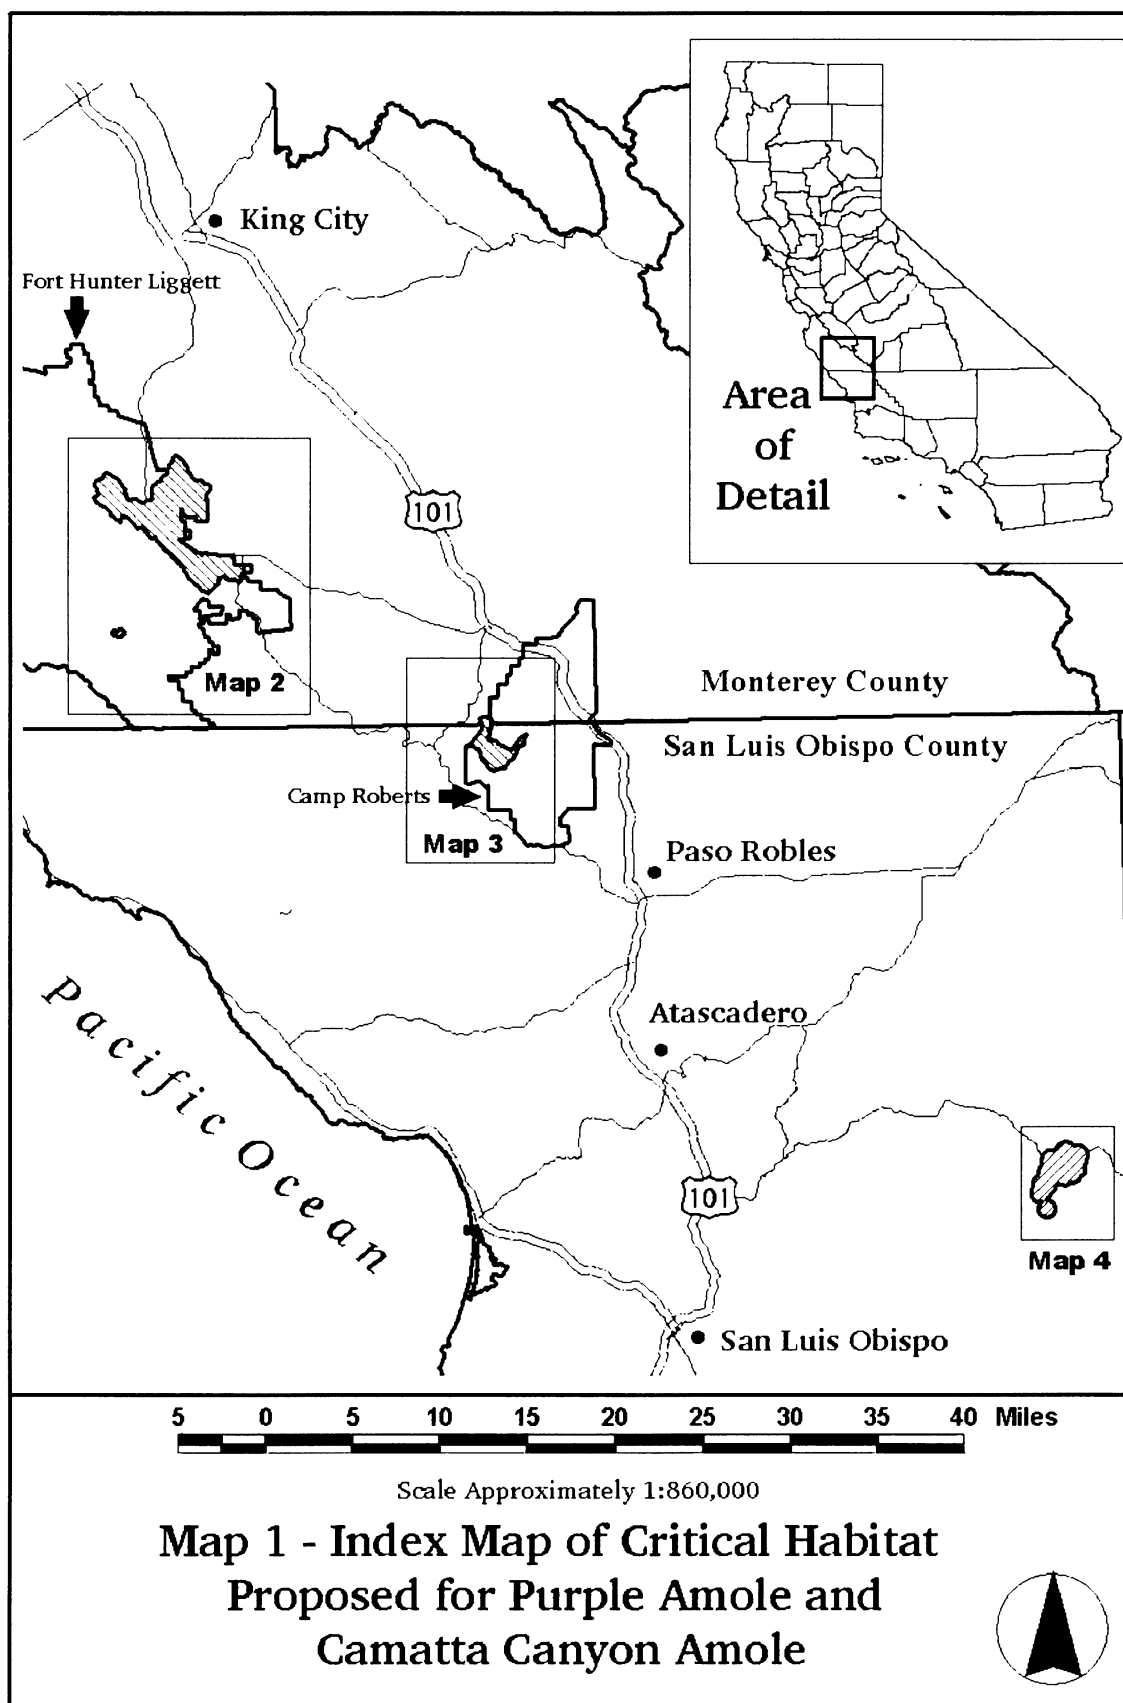 King City
Fort Hunter Liggett
Area
of
Detail
101
Map 2
Monterey County
San Luis Obispo County
Camp Roberts
Map 3
Paso Robles
Pacific Ocean
Atascadero
101
Map 4
San Luis Obispo
5 0 5 10 15 20 25 30 35 40 Miles
Scale Approximately 1:860,000
Map 1 - Index Map of Critical Habitat
Proposed for Purple Amole and
Camatta Canyon Amole